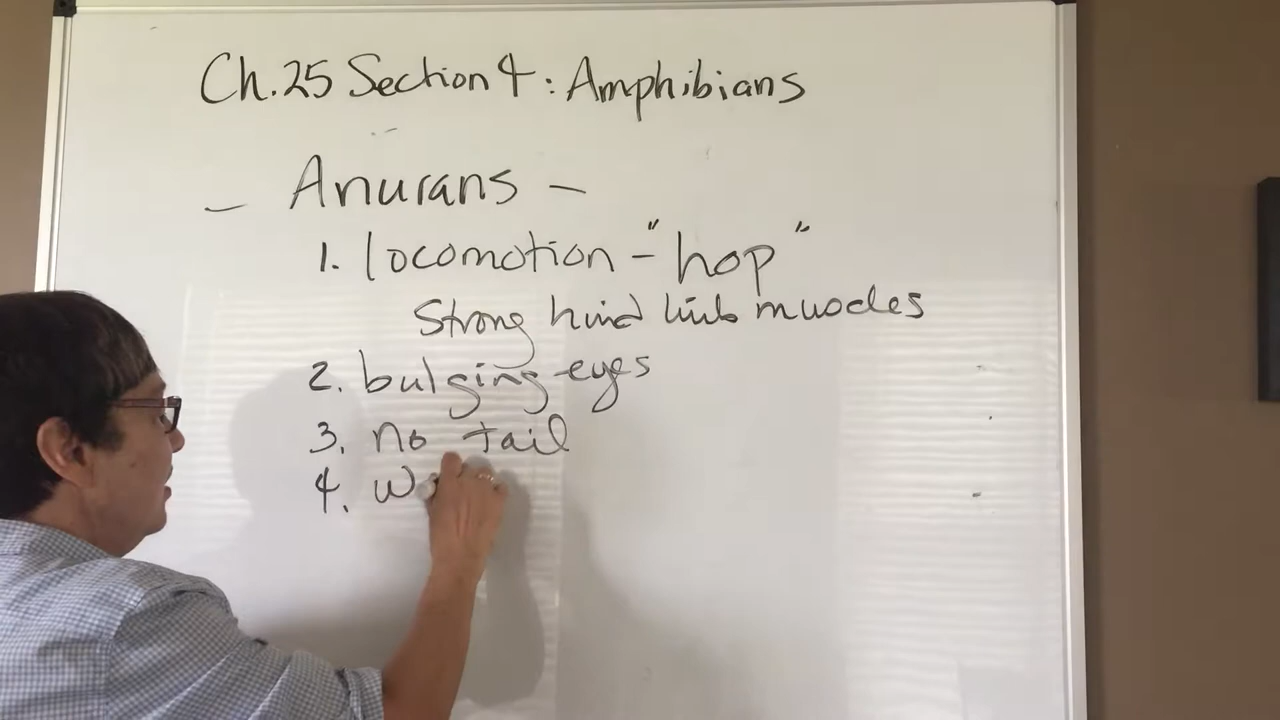 Ch. 25 Section 4: Amphibians
- Anurans -
1. locomotion - "hop"
Strong hind limb muscles
2. bulging eyes
3. no tail
4. w